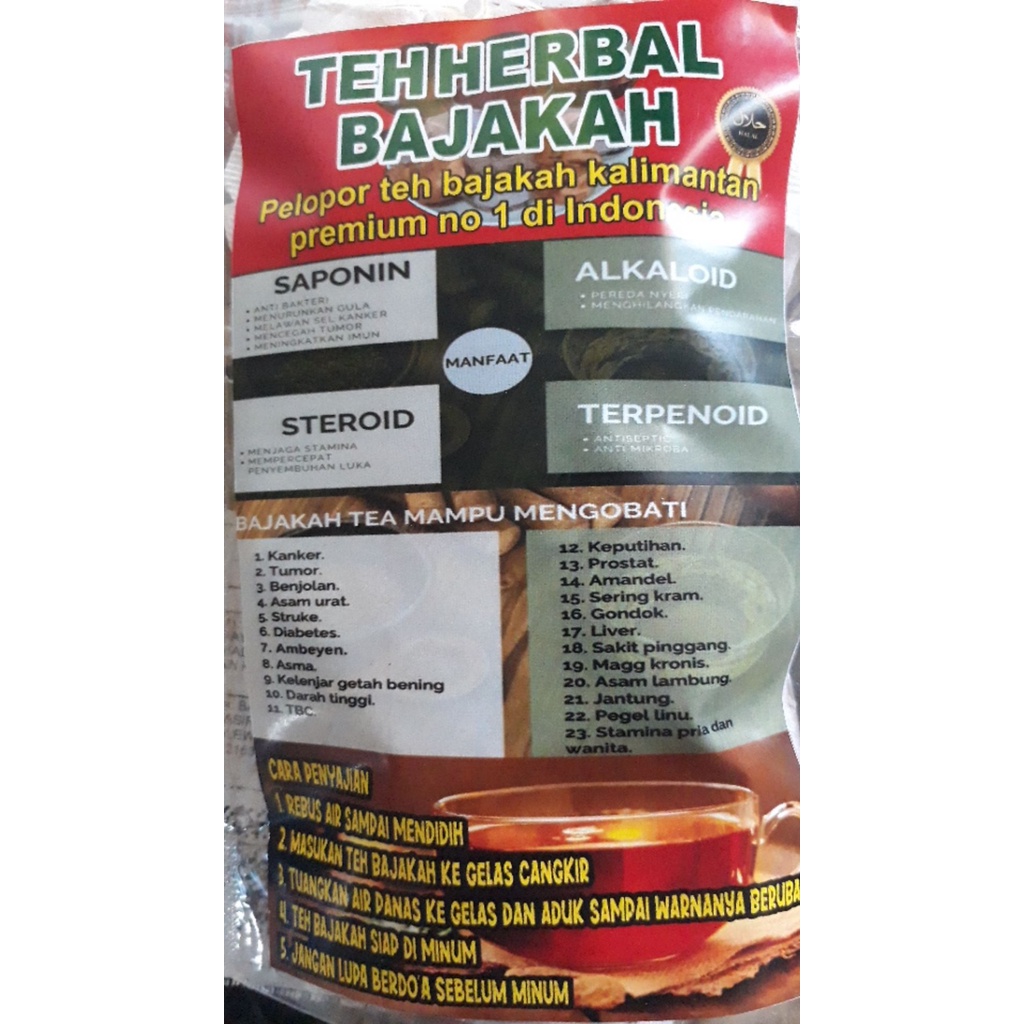 TEH HERBAL
BAJAKAH
حلال
HALAL
Pelopor teh bajakah kalimantan
premium no 1 di Indonesia
SAPONIN
• ANTI BAKTERI
• MENURUNKAN GULA
• MELAWAN SEL KANKER
• MENCEGAH TUMOR
• MENINGKATKAN IMUN
ALKALOID
• PEREDA NYERI
• MENGHILANGKAN PENDARAHAN
MANFAAT
STEROID
• MENJAGA STAMINA
• MEMPERCEPAT
PENYEMBUHAN LUKA
TERPENOID
• ANTISEPTIC
• ANTI MIKROBA
BAJAKAH TEA MAMPU MENGOBATI
1. Kanker.
2. Tumor.
3. Benjolan.
4. Asam urat.
5. Struke.
6. Diabetes.
7. Ambeyen.
8. Asma.
9. Kelenjar getah bening
10. Darah tinggi.
11. TBC.
12. Keputihan.
13. Prostat.
14. Amandel.
15. Sering kram.
16. Gondok.
17. Liver.
18. Sakit pinggang.
19. Magg kronis.
20. Asam lambung.
21. Jantung.
22. Pegel linu.
23. Stamina pria dan
wanita.
CARA PENYAJIAN
1. REBUS AIR SAMPAI MENDIDIH
2. MASUKAN TEH BAJAKAH KE GELAS CANGKIR
3. TUANGKAN AIR PANAS KE GELAS DAN ADUK SAMPAI WARNANYA BERUBA
4. TEH BAJAKAH SIAP DI MINUM
5. JANGAN LUPA BERDO'A SEBELUM MINUM